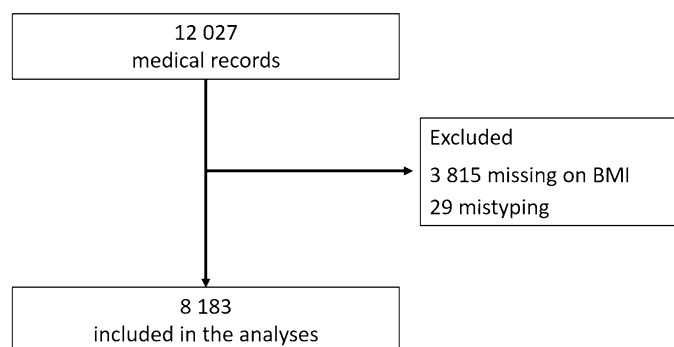 12 027
medical records
Excluded
3 815 missing on BMI
29 mistyping
8 183
included in the analyses